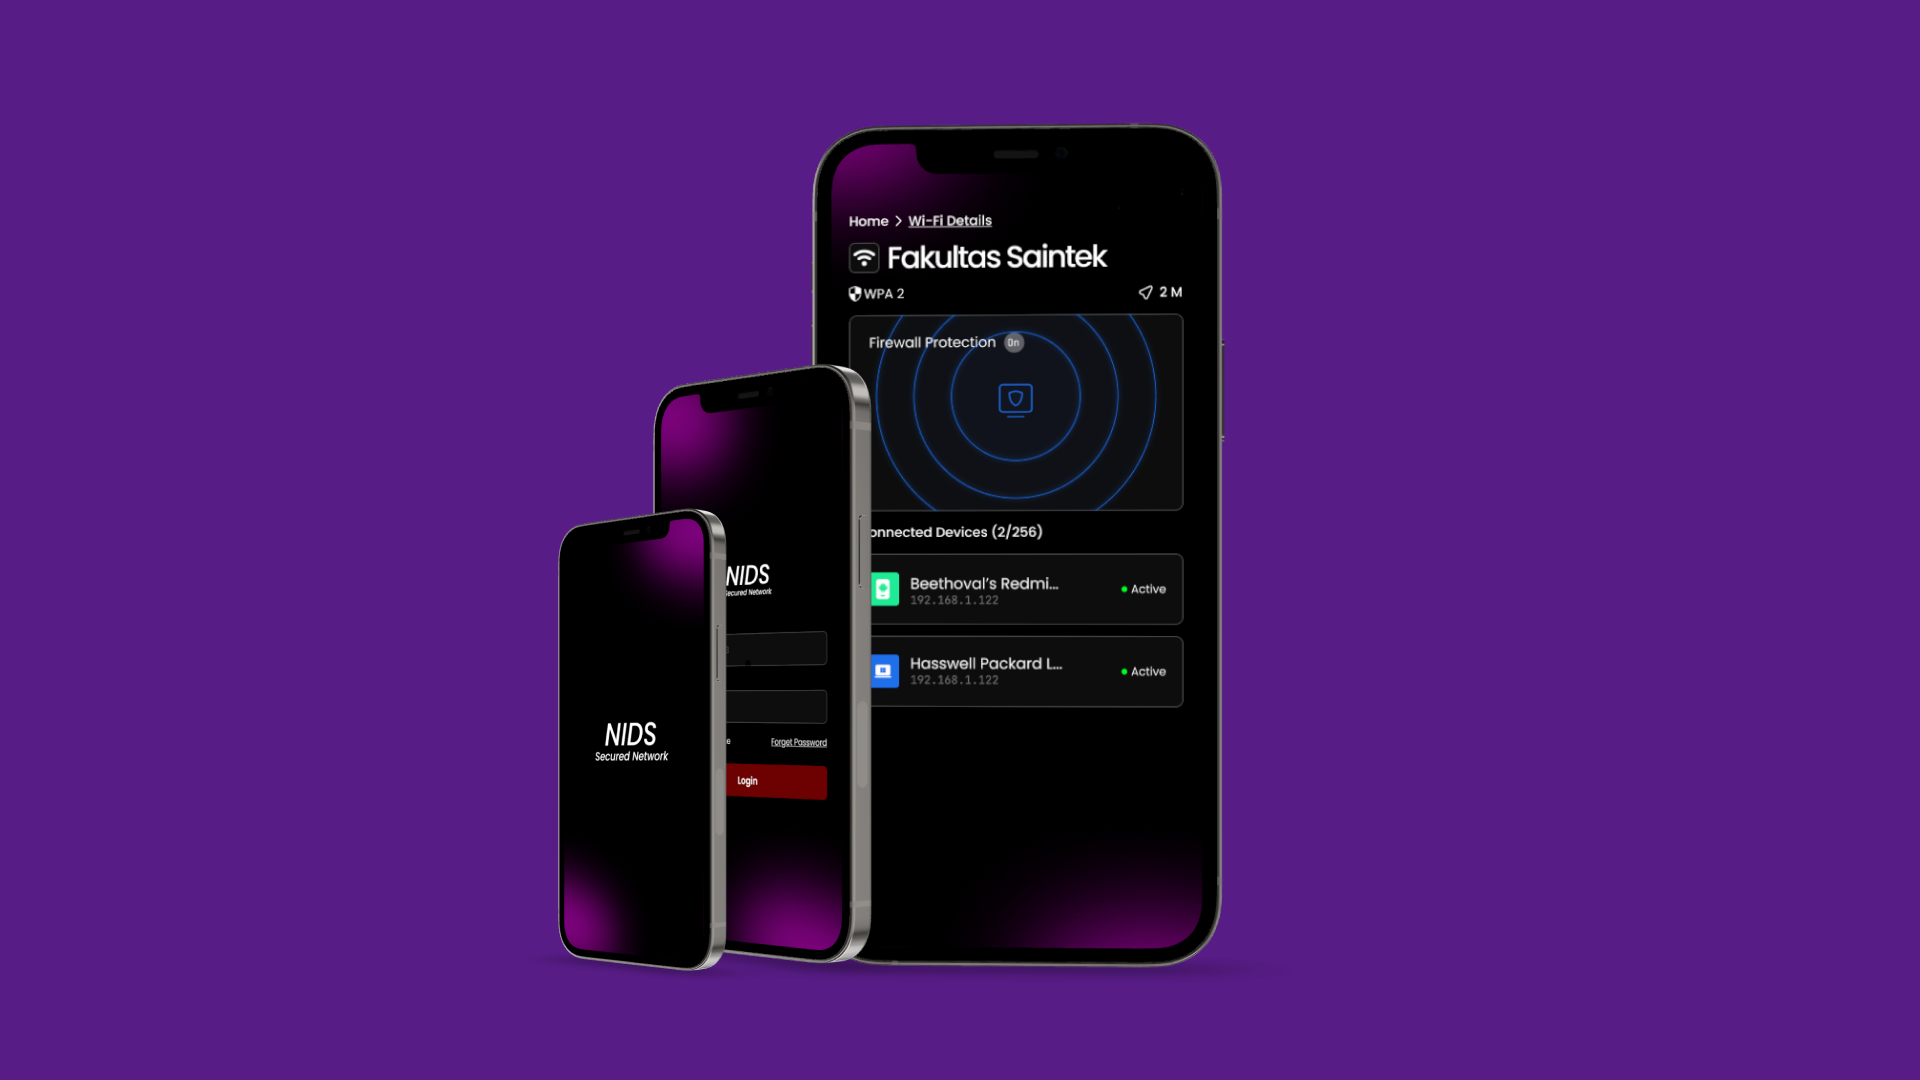 Home > Wi-Fi Details
Fakultas Saintek
WPA 2
2 M
Firewall Protection On
onnected Devices (2/256)
Beethoval's Redmi...
192.168.1.122
Active
Hasswell Packard L...
192.168.1.122
Active
NIDS
Secured Network
Forget Password
Login
NIDS
Secured Network